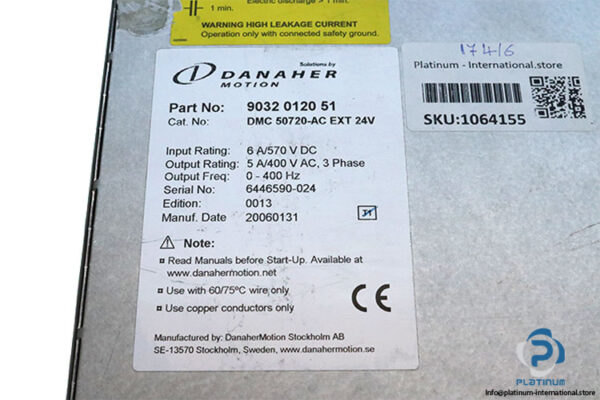 Electric discharge > 1 min.
1 min.
WARNING HIGH LEAKAGE CURRENT
Operation only with connected safety ground.
Solutions by
DANAHER
MOTION
Part No: 9032 0120 51
Cat. No: DMC 50720-AC EXT 24V
Input Rating: 6 A/570 V DC
Output Rating: 5 A/400 V AC, 3 Phase
Output Freq: 0 - 400 Hz
Serial No: 6446590-024
Edition: 0013
Manuf. Date 20060131
Note:
Read Manuals before Start-Up. Available at
www.danahermotion.net
Use with 60/75°C wire only
Use copper conductors only
CE
Manufactured by: DanaherMotion Stockholm AB
SE-13570 Stockholm, Sweden, www.danahermotion.se
174/6
Platinum - International.store
SKU:1064155
PLATINUM
Info@platinum-international.store